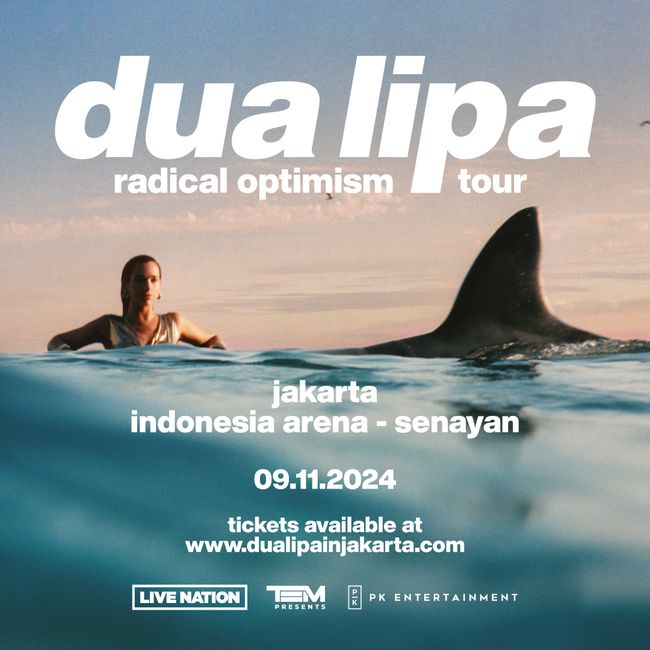 dua lipa
radical optimism tour
jakarta
indonesia arena - senayan
09.11.2024
tickets available at
www.dualipainjakarta.com
LIVE NATION TEM PRESENTS P K PK ENTERTAINMENT